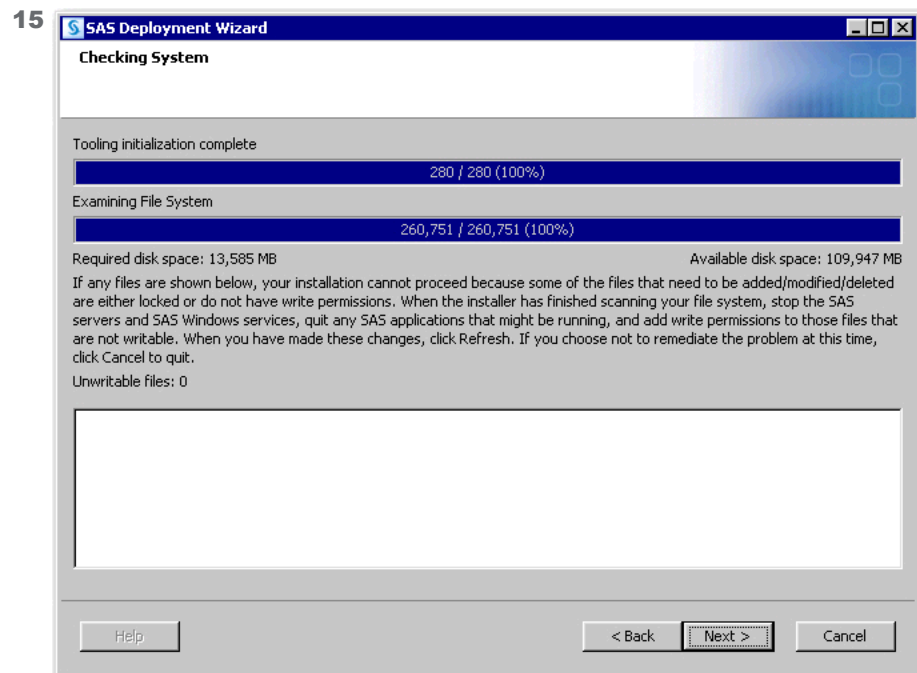 15
SAS Deployment Wizard
Checking System
Tooling initialization complete
280 / 280 (100%)
Examining File System
260,751 / 260,751 (100%)
Required disk space: 13,585 MB Available disk space: 109,947 MB
If any files are shown below, your installation cannot proceed because some of the files that need to be added/modified/deleted
are either locked or do not have write permissions. When the installer has finished scanning your file system, stop the SAS
servers and SAS Windows services, quit any SAS applications that might be running, and add write permissions to those files that
are not writable. When you have made these changes, click Refresh. If you choose not to remediate the problem at this time,
click Cancel to quit.
Unwritable files: 0
Help < Back Next > Cancel